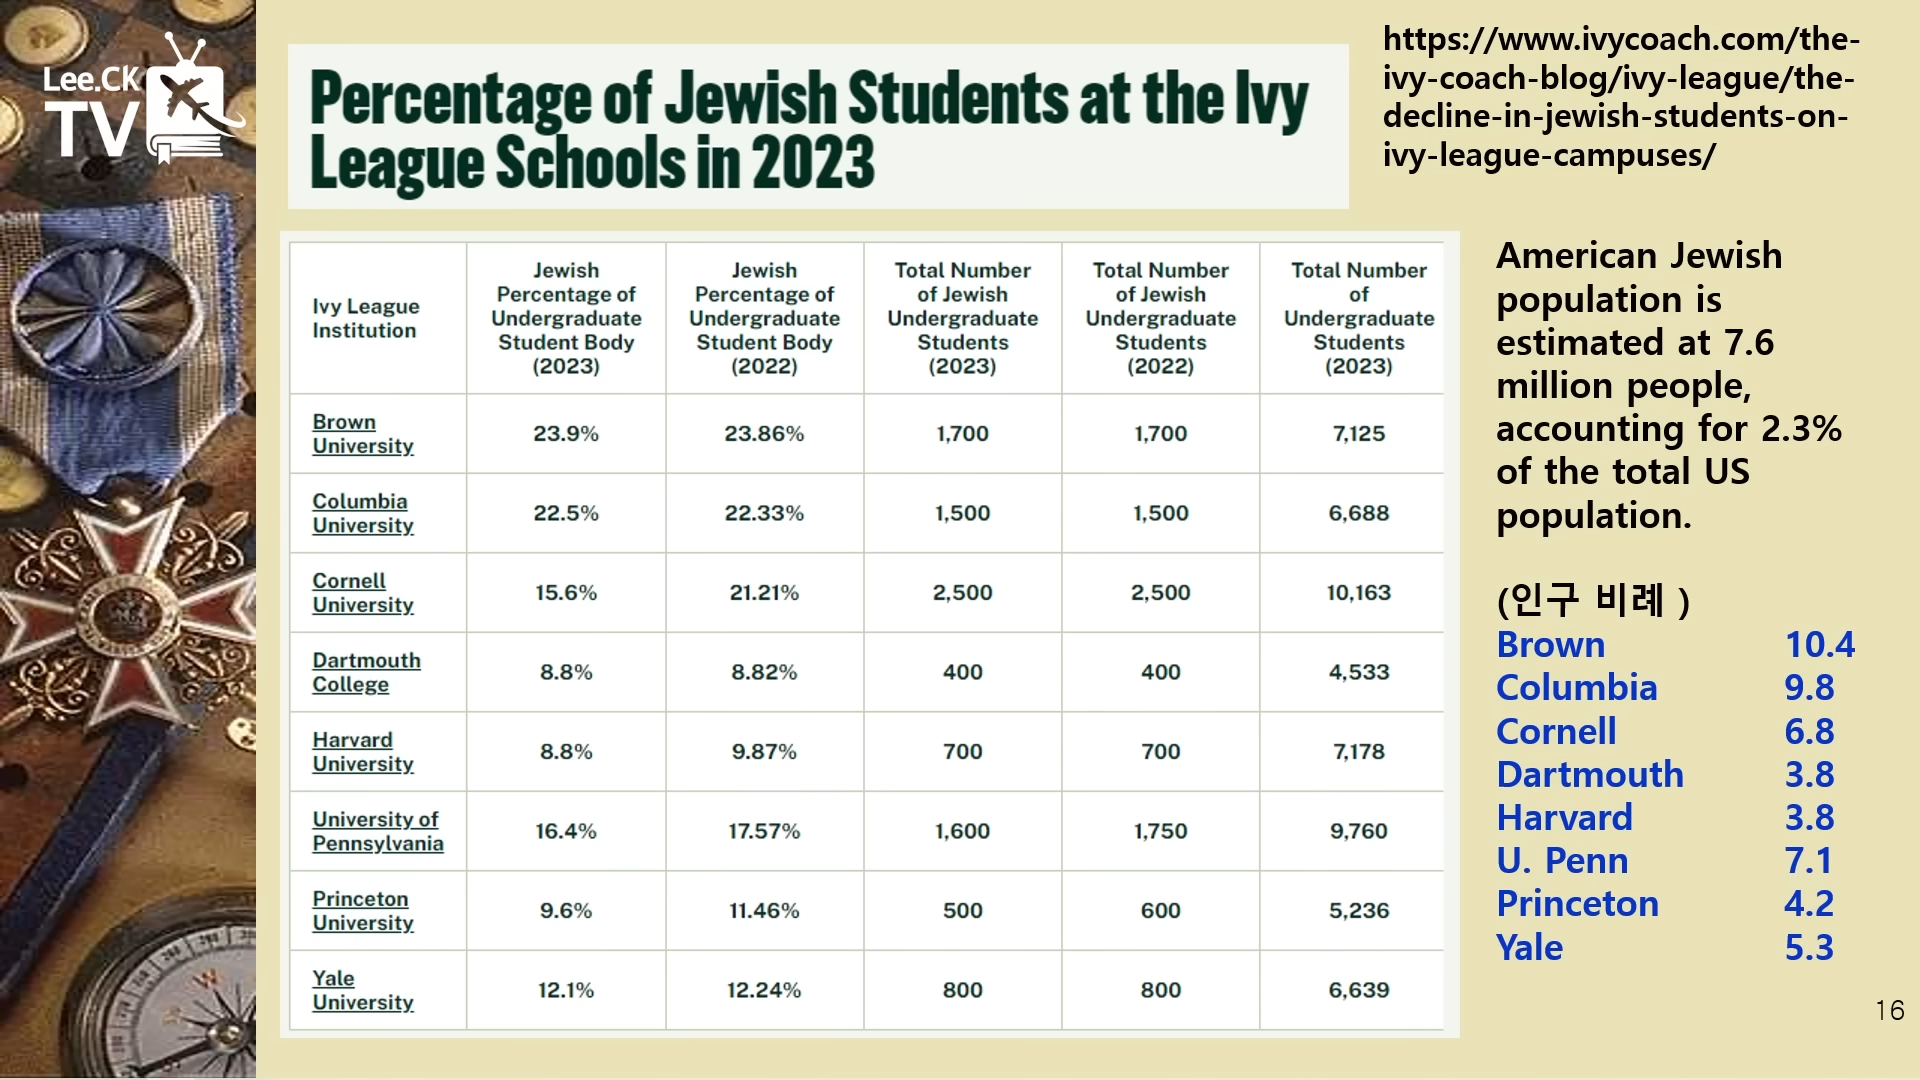 Lee.CK
TV
Percentage of Jewish Students at the Ivy
League Schools in 2023
https://www.ivycoach.com/the-
ivy-coach-blog/ivy-league/the-
decline-in-jewish-students-on-
ivy-league-campuses/
Ivy League
Institution
Jewish
Percentage of
Undergraduate
Student Body
(2023)
Jewish
Percentage of
Undergraduate
Student Body
(2022)
Total Number
of Jewish
Undergraduate
Students
(2023)
Total Number
of Jewish
Undergraduate
Students
(2022)
Total Number
of
Undergraduate
Students
(2023)
Brown
University
23.9%
23.86%
1,700
1,700
7,125
Columbia
University
22.5%
22.33%
1,500
1,500
6,688
Cornell
University
15.6%
21.21%
2,500
2,500
10,163
Dartmouth
College
8.8%
8.82%
400
400
4,533
Harvard
University
8.8%
9.87%
700
700
7,178
University of
Pennsylvania
16.4%
17.57%
1,600
1,750
9,760
Princeton
University
9.6%
11.46%
500
600
5,236
Yale
University
12.1%
12.24%
800
800
6,639
American Jewish
population is
estimated at 7.6
million people,
accounting for 2.3%
of the total US
population.
(인구 비례 )
Brown 10.4
Columbia 9.8
Cornell 6.8
Dartmouth 3.8
Harvard 3.8
U. Penn 7.1
Princeton 4.2
Yale 5.3
16